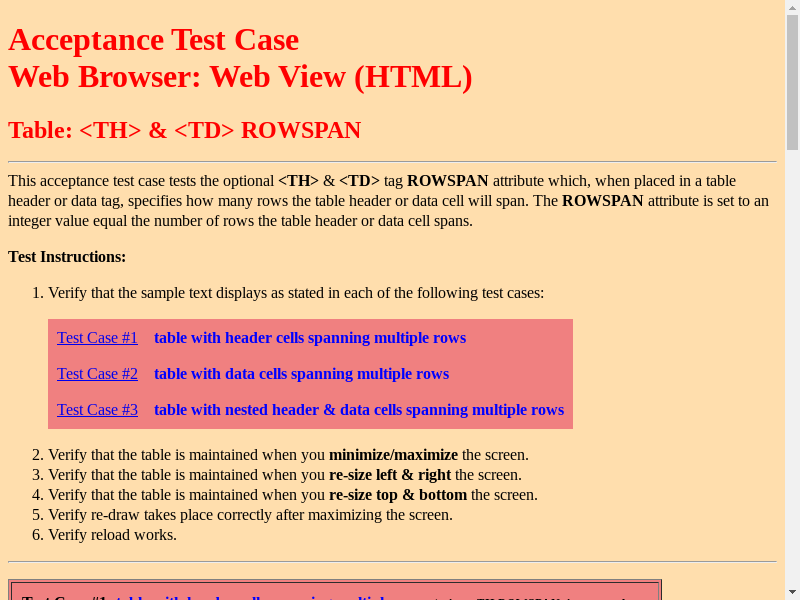 Acceptance Test Case
Web Browser: Web View (HTML)
Table: <TH> & <TD> ROWSPAN
This acceptance test case tests the optional <TH> & <TD> tag ROWSPAN attribute which, when placed in a table
header or data tag, specifies how many rows the table header or data cell will span. The ROWSPAN attribute is set to an
integer value equal the number of rows the table header or data cell spans.
Test Instructions:
1. Verify that the sample text displays as stated in each of the following test cases:
Test Case #1 table with header cells spanning multiple rows
Test Case #2 table with data cells spanning multiple rows
Test Case #3 table with nested header & data cells spanning multiple rows
2. Verify that the table is maintained when you minimize/maximize the screen.
3. Verify that the table is maintained when you re-size left & right the screen.
4. Verify that the table is maintained when you re-size top & bottom the screen.
5. Verify re-draw takes place correctly after maximizing the screen.
6. Verify reload works.